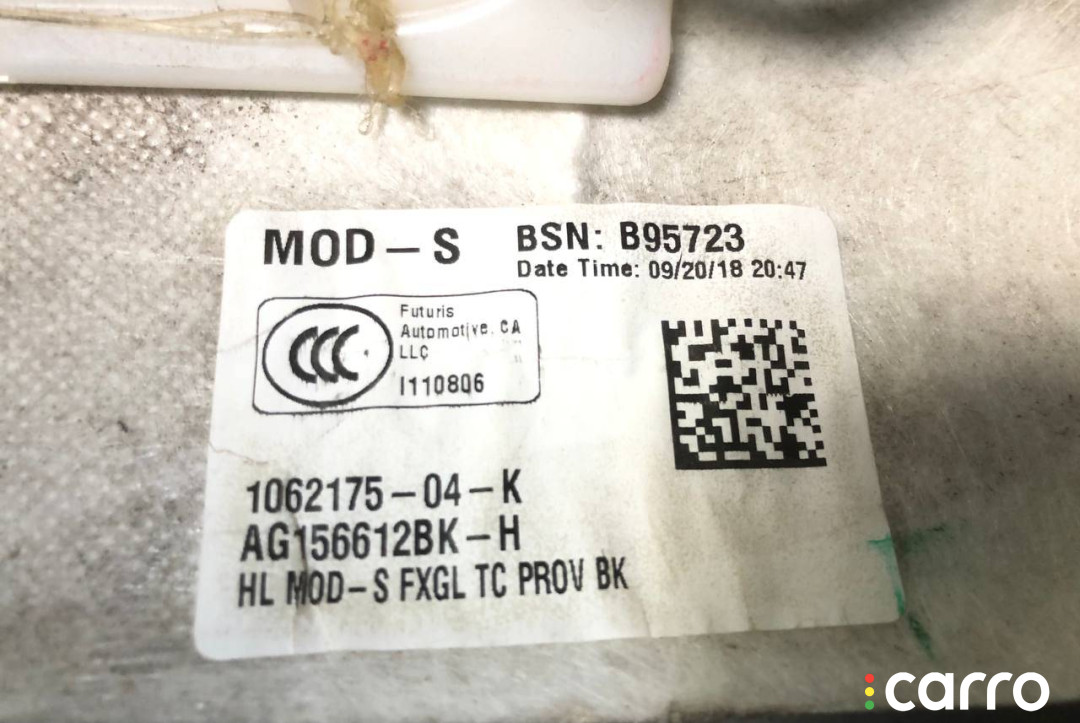 MOD-S
BSN: B95723
Date Time: 09/20/18 20:47
CCC
Futuris
Automotive, CA
LLC
I110806
1062175-04-K
AG156612BK-H
HL MOD-S FXGL TC PROV BK
carro